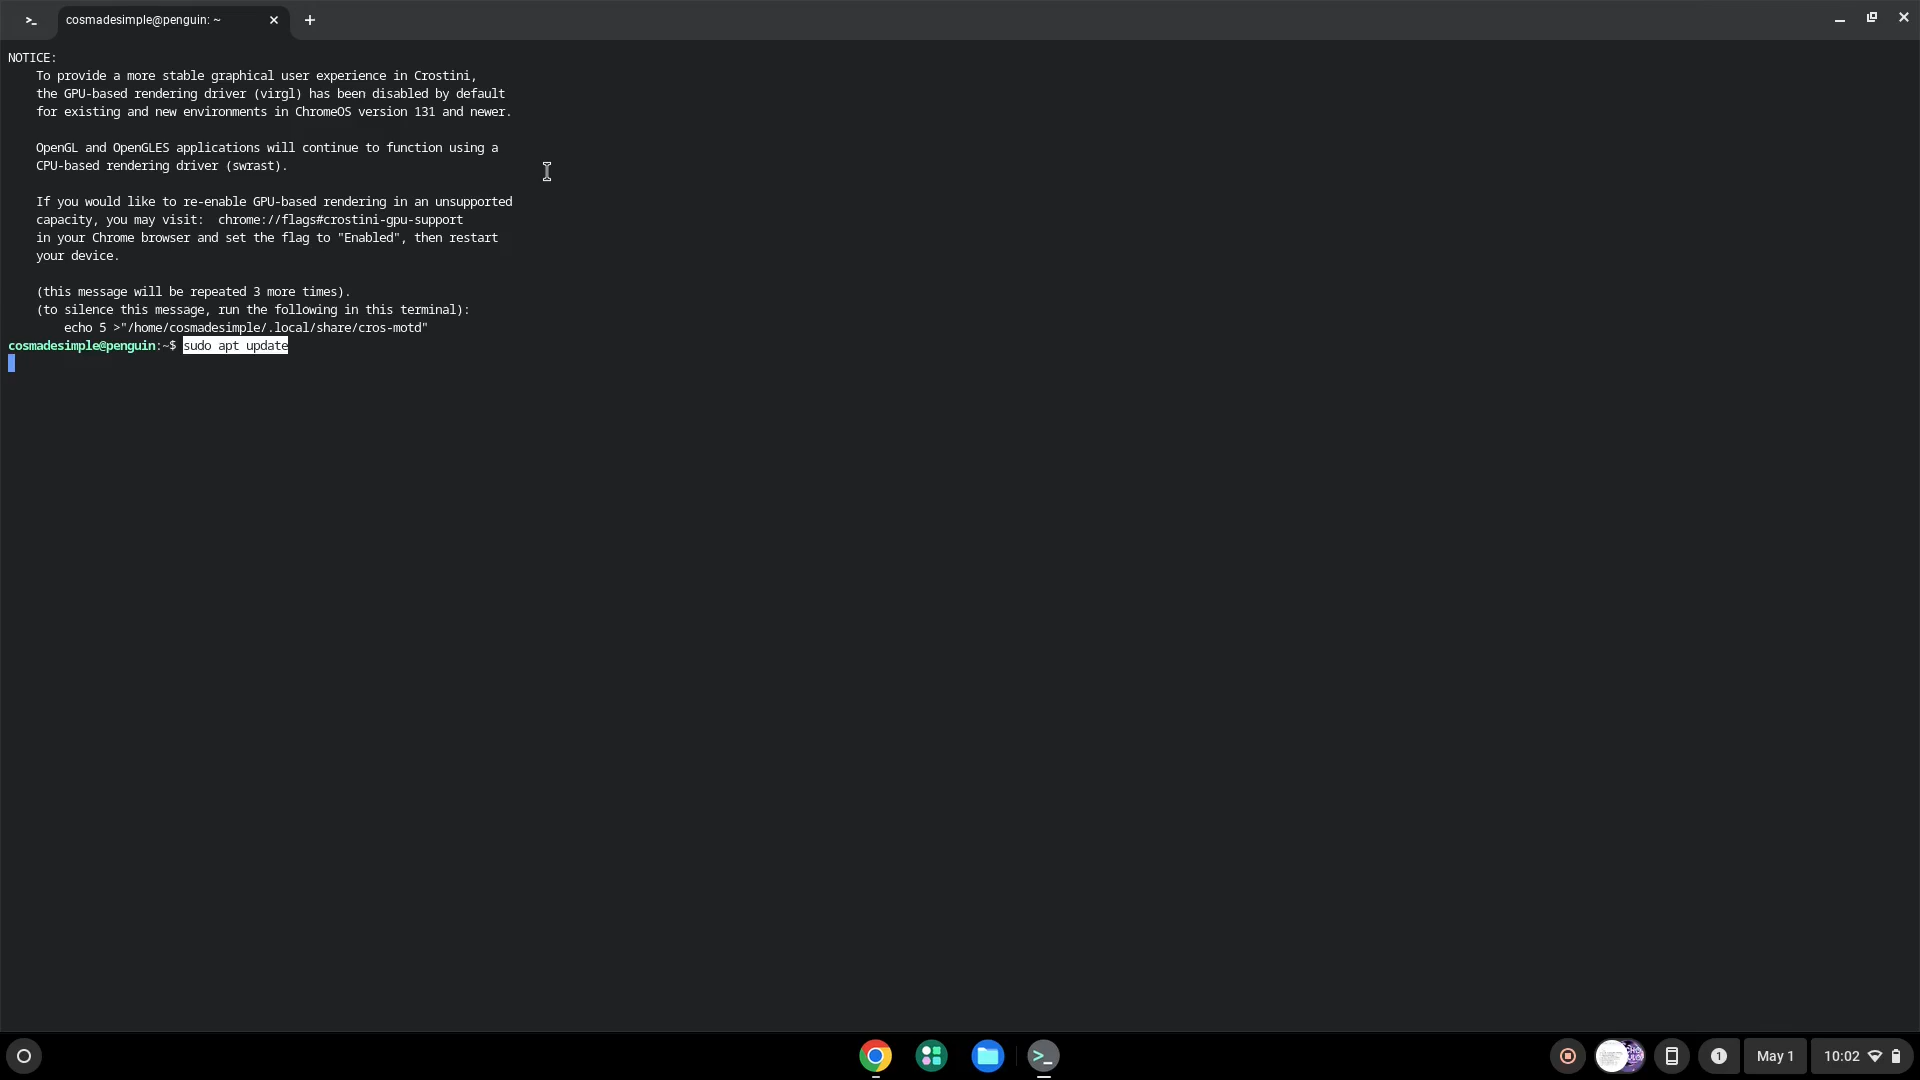 >_ cosmadesimple@penguin: ~
NOTICE:
To provide a more stable graphical user experience in Crostini,
the GPU-based rendering driver (virgl) has been disabled by default
for existing and new environments in ChromeOS version 131 and newer.
OpenGL and OpenGLES applications will continue to function using a
CPU-based rendering driver (swrast).
If you would like to re-enable GPU-based rendering in an unsupported
capacity, you may visit:  chrome://flags#crostini-gpu-support
in your Chrome browser and set the flag to "Enabled", then restart
your device.
(this message will be repeated 3 more times).
(to silence this message, run the following in this terminal):
echo 5 >"/home/cosmadesimple/.local/share/cros-motd"
cosmadesimple@penguin:~$ sudo apt update
1 May 1 10:02